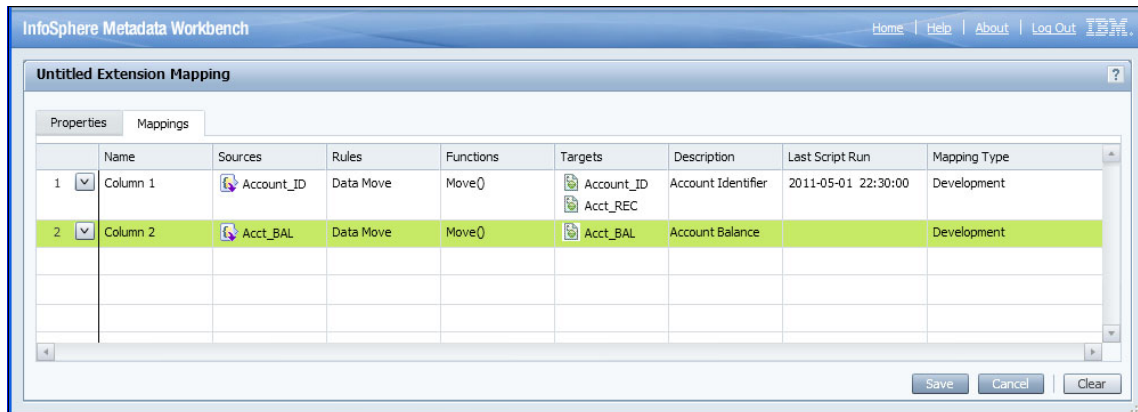 InfoSphere Metadata Workbench
Home | Help | About | Log Out IBM.
Untitled Extension Mapping ?
Properties Mappings
Name Sources Rules Functions Targets Description Last Script Run Mapping Type
1 Column 1 Account_ID Data Move Move() Account_ID Account Identifier 2011-05-01 22:30:00 Development
Acct_REC
2 Column 2 Acct_BAL Data Move Move() Acct_BAL Account Balance Development
Save Cancel | Clear